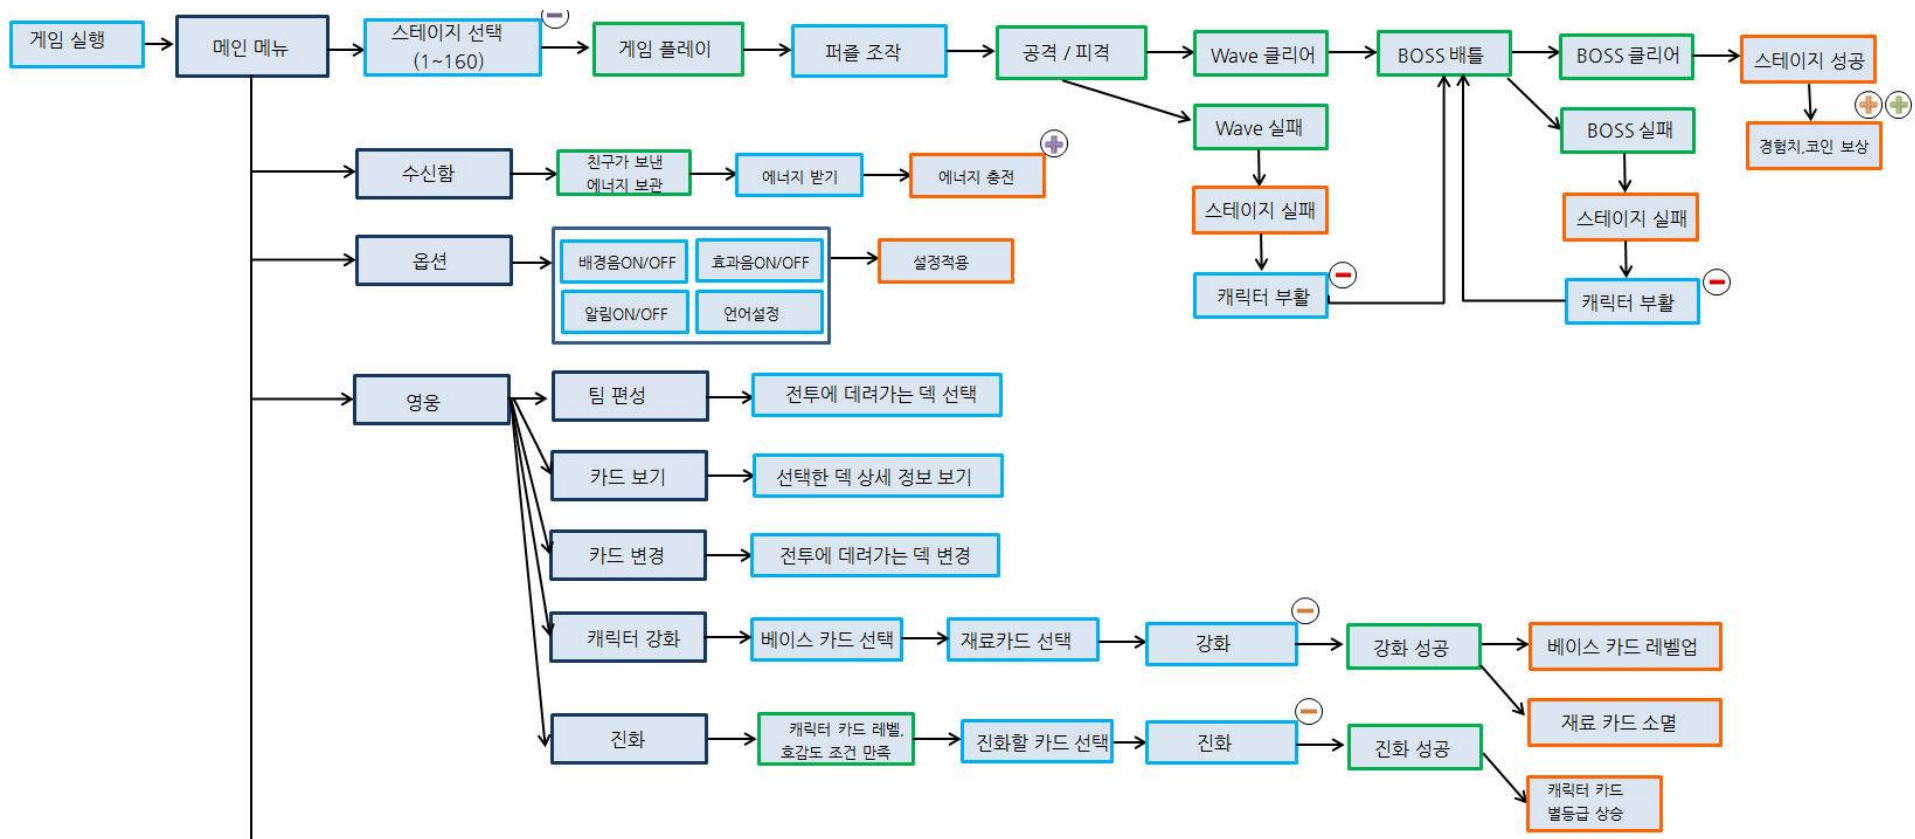 게임 실행
메인 메뉴
스테이지 선택
(1~160)
게임 플레이
퍼즐 조작
공격 / 피격
Wave 클리어
BOSS 배틀
BOSS 클리어
스테이지 성공
경험치,코인 보상
Wave 실패
스테이지 실패
캐릭터 부활
BOSS 실패
스테이지 실패
캐릭터 부활
수신함
친구가 보낸
에너지 보관
에너지 받기
에너지 충전
옵션
배경음ON/OFF
효과음ON/OFF
알림ON/OFF
언어설정
설정적용
영웅
팀 편성
전투에 데려가는 덱 선택
카드 보기
선택한 덱 상세 정보 보기
카드 변경
전투에 데려가는 덱 변경
캐릭터 강화
베이스 카드 선택
재료카드 선택
강화
강화 성공
베이스 카드 레벨업
재료 카드 소멸
진화
캐릭터 카드 레벨,
호감도 조건 만족
진화할 카드 선택
진화
진화 성공
캐릭터 카드
별등급 상승